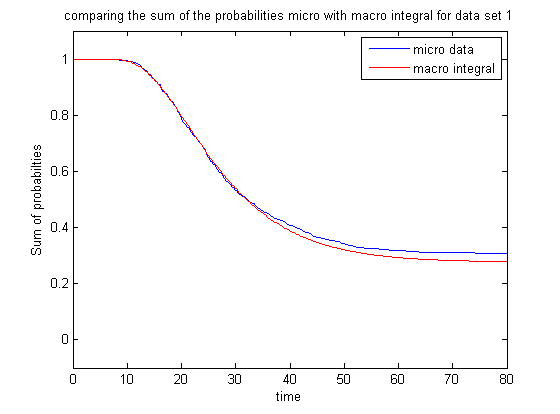 comparing the sum of the probabilities micro with macro integral for data set 1
micro data
macro integral
1
0.8
0.6
0.4
0.2
0
Sum of probabilties
0 10 20 30 40 50 60 70 80
time